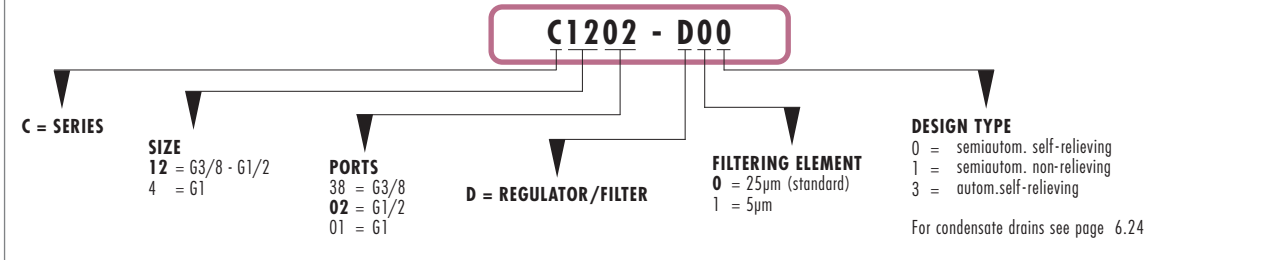 C1202 - D00
C = SERIES
SIZE
12 = G3/8 - G1/2
4 = G1
PORTS
38 = G3/8
02 = G1/2
01 = G1
D = REGULATOR/FILTER
FILTERING ELEMENT
0 = 25µm (standard)
1 = 5µm
DESIGN TYPE
0 = semiautom. self-relieving
1 = semiautom. non-relieving
3 = autom.self-relieving
For condensate drains see page 6.24